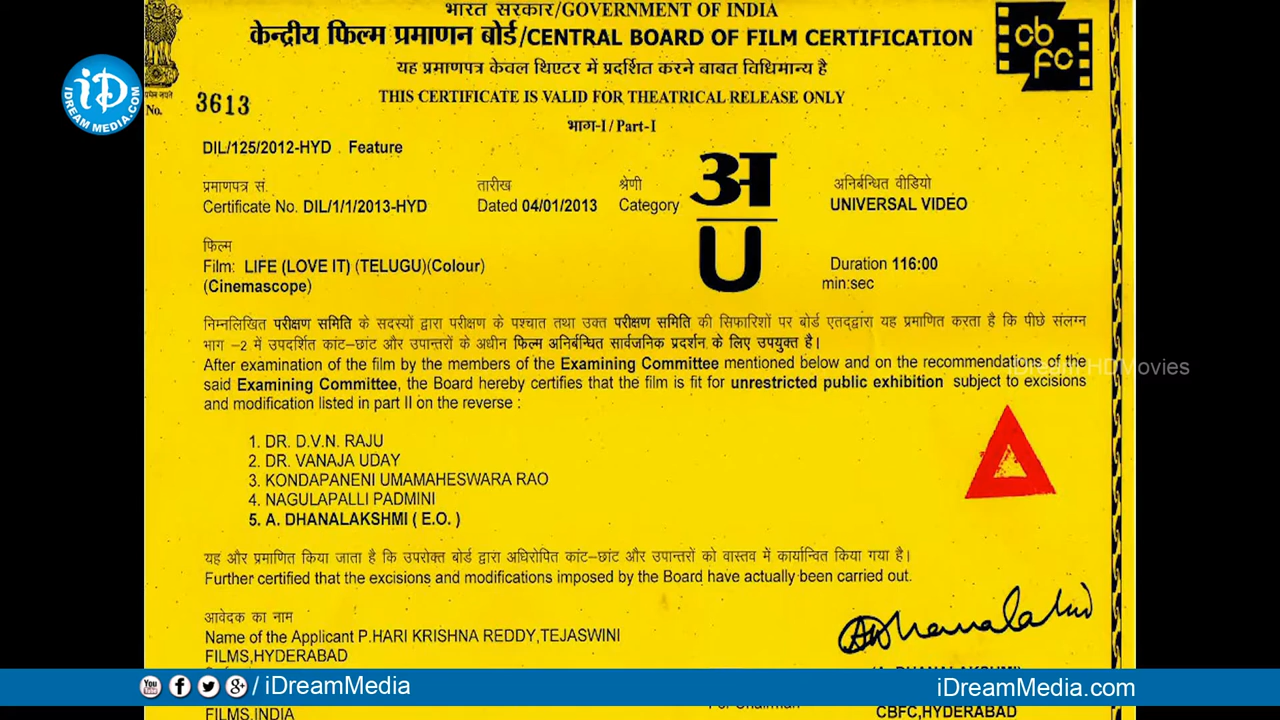 भारत सरकार/GOVERNMENT OF INDIA
केन्द्रीय फिल्म प्रमाणन बोर्ड/CENTRAL BOARD OF FILM CERTIFICATION
cb
fc
यह प्रमाणपत्र केवल थिएटर में प्रदर्शित करने बाबत विधिमान्य है
iD
IDREAM MEDIA.COM
No. 3613
THIS CERTIFICATE IS VALID FOR THEATRICAL RELEASE ONLY
भाग-I / Part-I
DIL/125/2012-HYD . Feature
प्रमाणपत्र सं. तारीख श्रेणी अ अनिर्बन्धित वीडियो
Certificate No. DIL/1/1/2013-HYD Dated 04/01/2013 Category U UNIVERSAL VIDEO
फिल्म
Film: LIFE (LOVE IT) (TELUGU)(Colour) Duration 116:00
(Cinemascope) min:sec
निम्नलिखित परीक्षण समिति के सदस्यों द्वारा परीक्षण के पश्चात तथा उक्त परीक्षण समिति की सिफारिशों पर बोर्ड एतद्द्वारा यह प्रमाणित करता है कि पीछे संलग्न
भाग -2 में उपदर्शित कांट-छांट और उपान्तरों के अधीन फिल्म अनिर्बन्धित सार्वजनिक प्रदर्शन के लिए उपयुक्त है।
After examination of the film by the members of the Examining Committee mentioned below and on the recommendations of the
iDream HDMovies
said Examining Committee, the Board hereby certifies that the film is fit for unrestricted public exhibition subject to excisions
and modification listed in part II on the reverse :
1. DR. D.V.N. RAJU
2. DR. VANAJA UDAY
3. KONDAPANENI UMAMAHESWARA RAO
4. NAGULAPALLI PADMINI
5. A. DHANALAKSHMI ( E.O. )
यह और प्रमाणित किया जाता है कि उपरोक्त बोर्ड द्वारा अधिरोपित कांट-छांट और उपान्तरों को वास्तव में कार्यान्वित किया गया है।
Further certified that the excisions and modifications imposed by the Board have actually been carried out.
आवेदक का नाम
Name of the Applicant P.HARI KRISHNA REDDY,TEJASWINI
FILMS,HYDERABAD
You Tube f g+ / iDreamMedia iDreamMedia.com
FILMS,INDIA CBFC,HYDERABAD